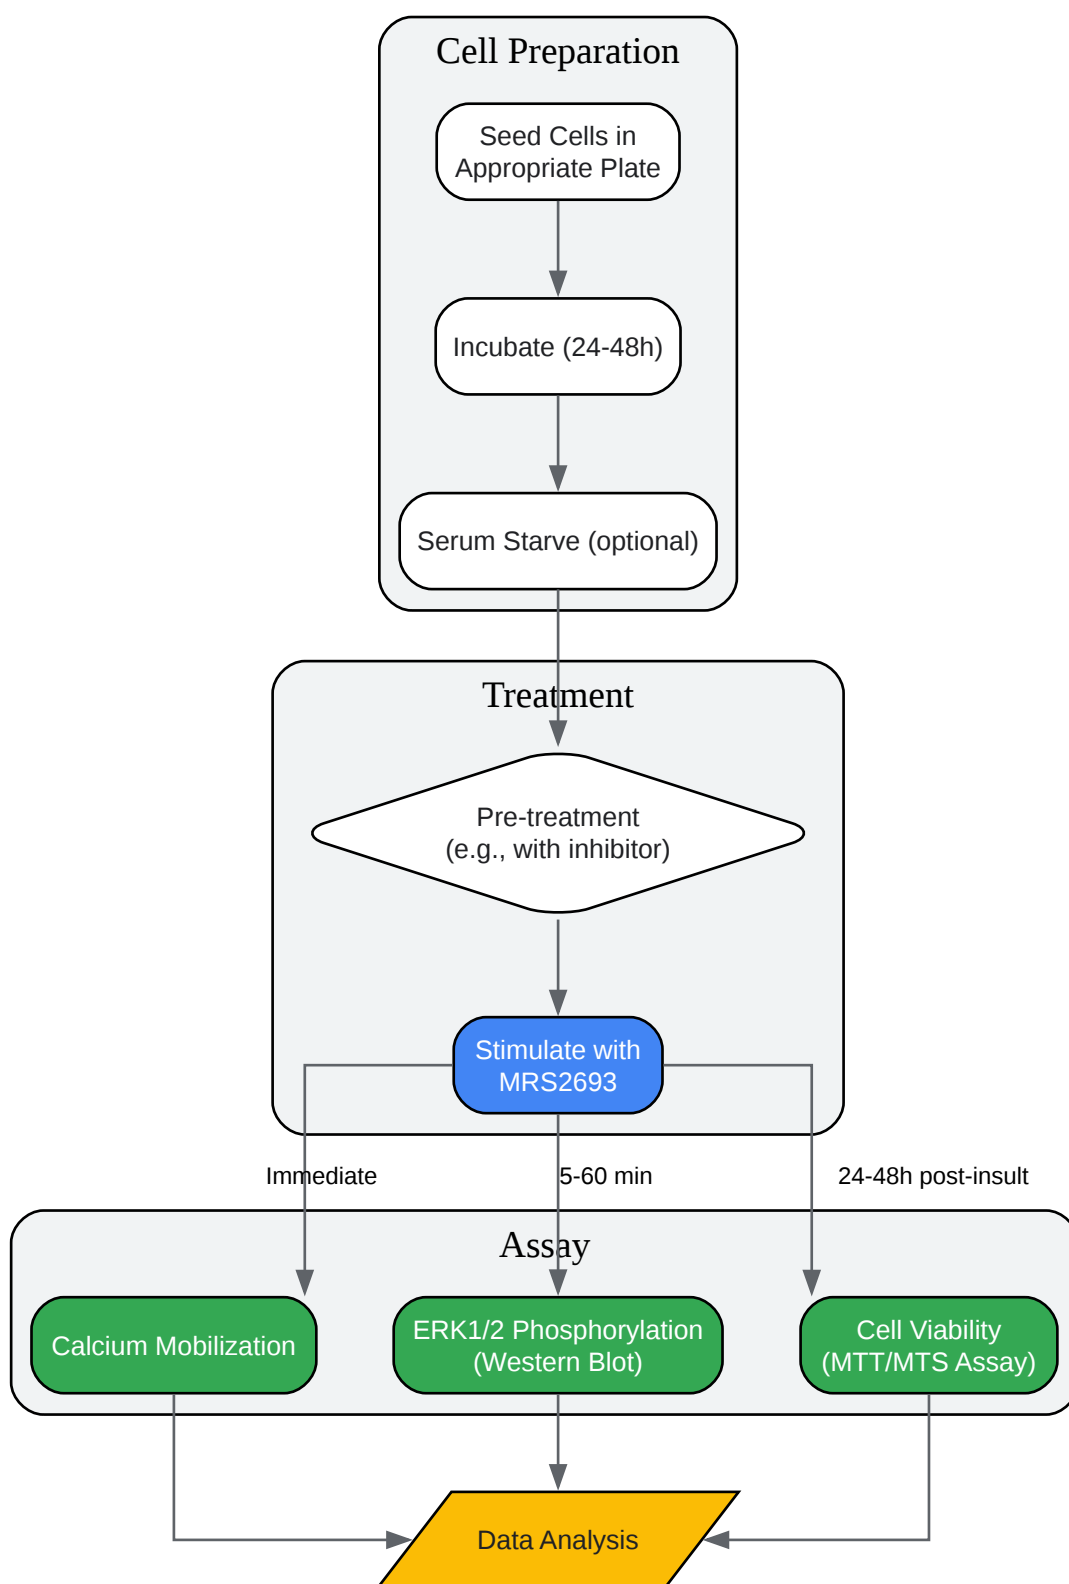 Cell Preparation
Seed Cells in
Appropriate Plate
Incubate (24-48h)
Serum Starve (optional)
Treatment
Pre-treatment
(e.g., with inhibitor)
Stimulate with
MRS2693
Immediate
5-60 min
24-48h post-insult
Assay
Calcium Mobilization
ERK1/2 Phosphorylation
(Western Blot)
Cell Viability
(MTT/MTS Assay)
Data Analysis